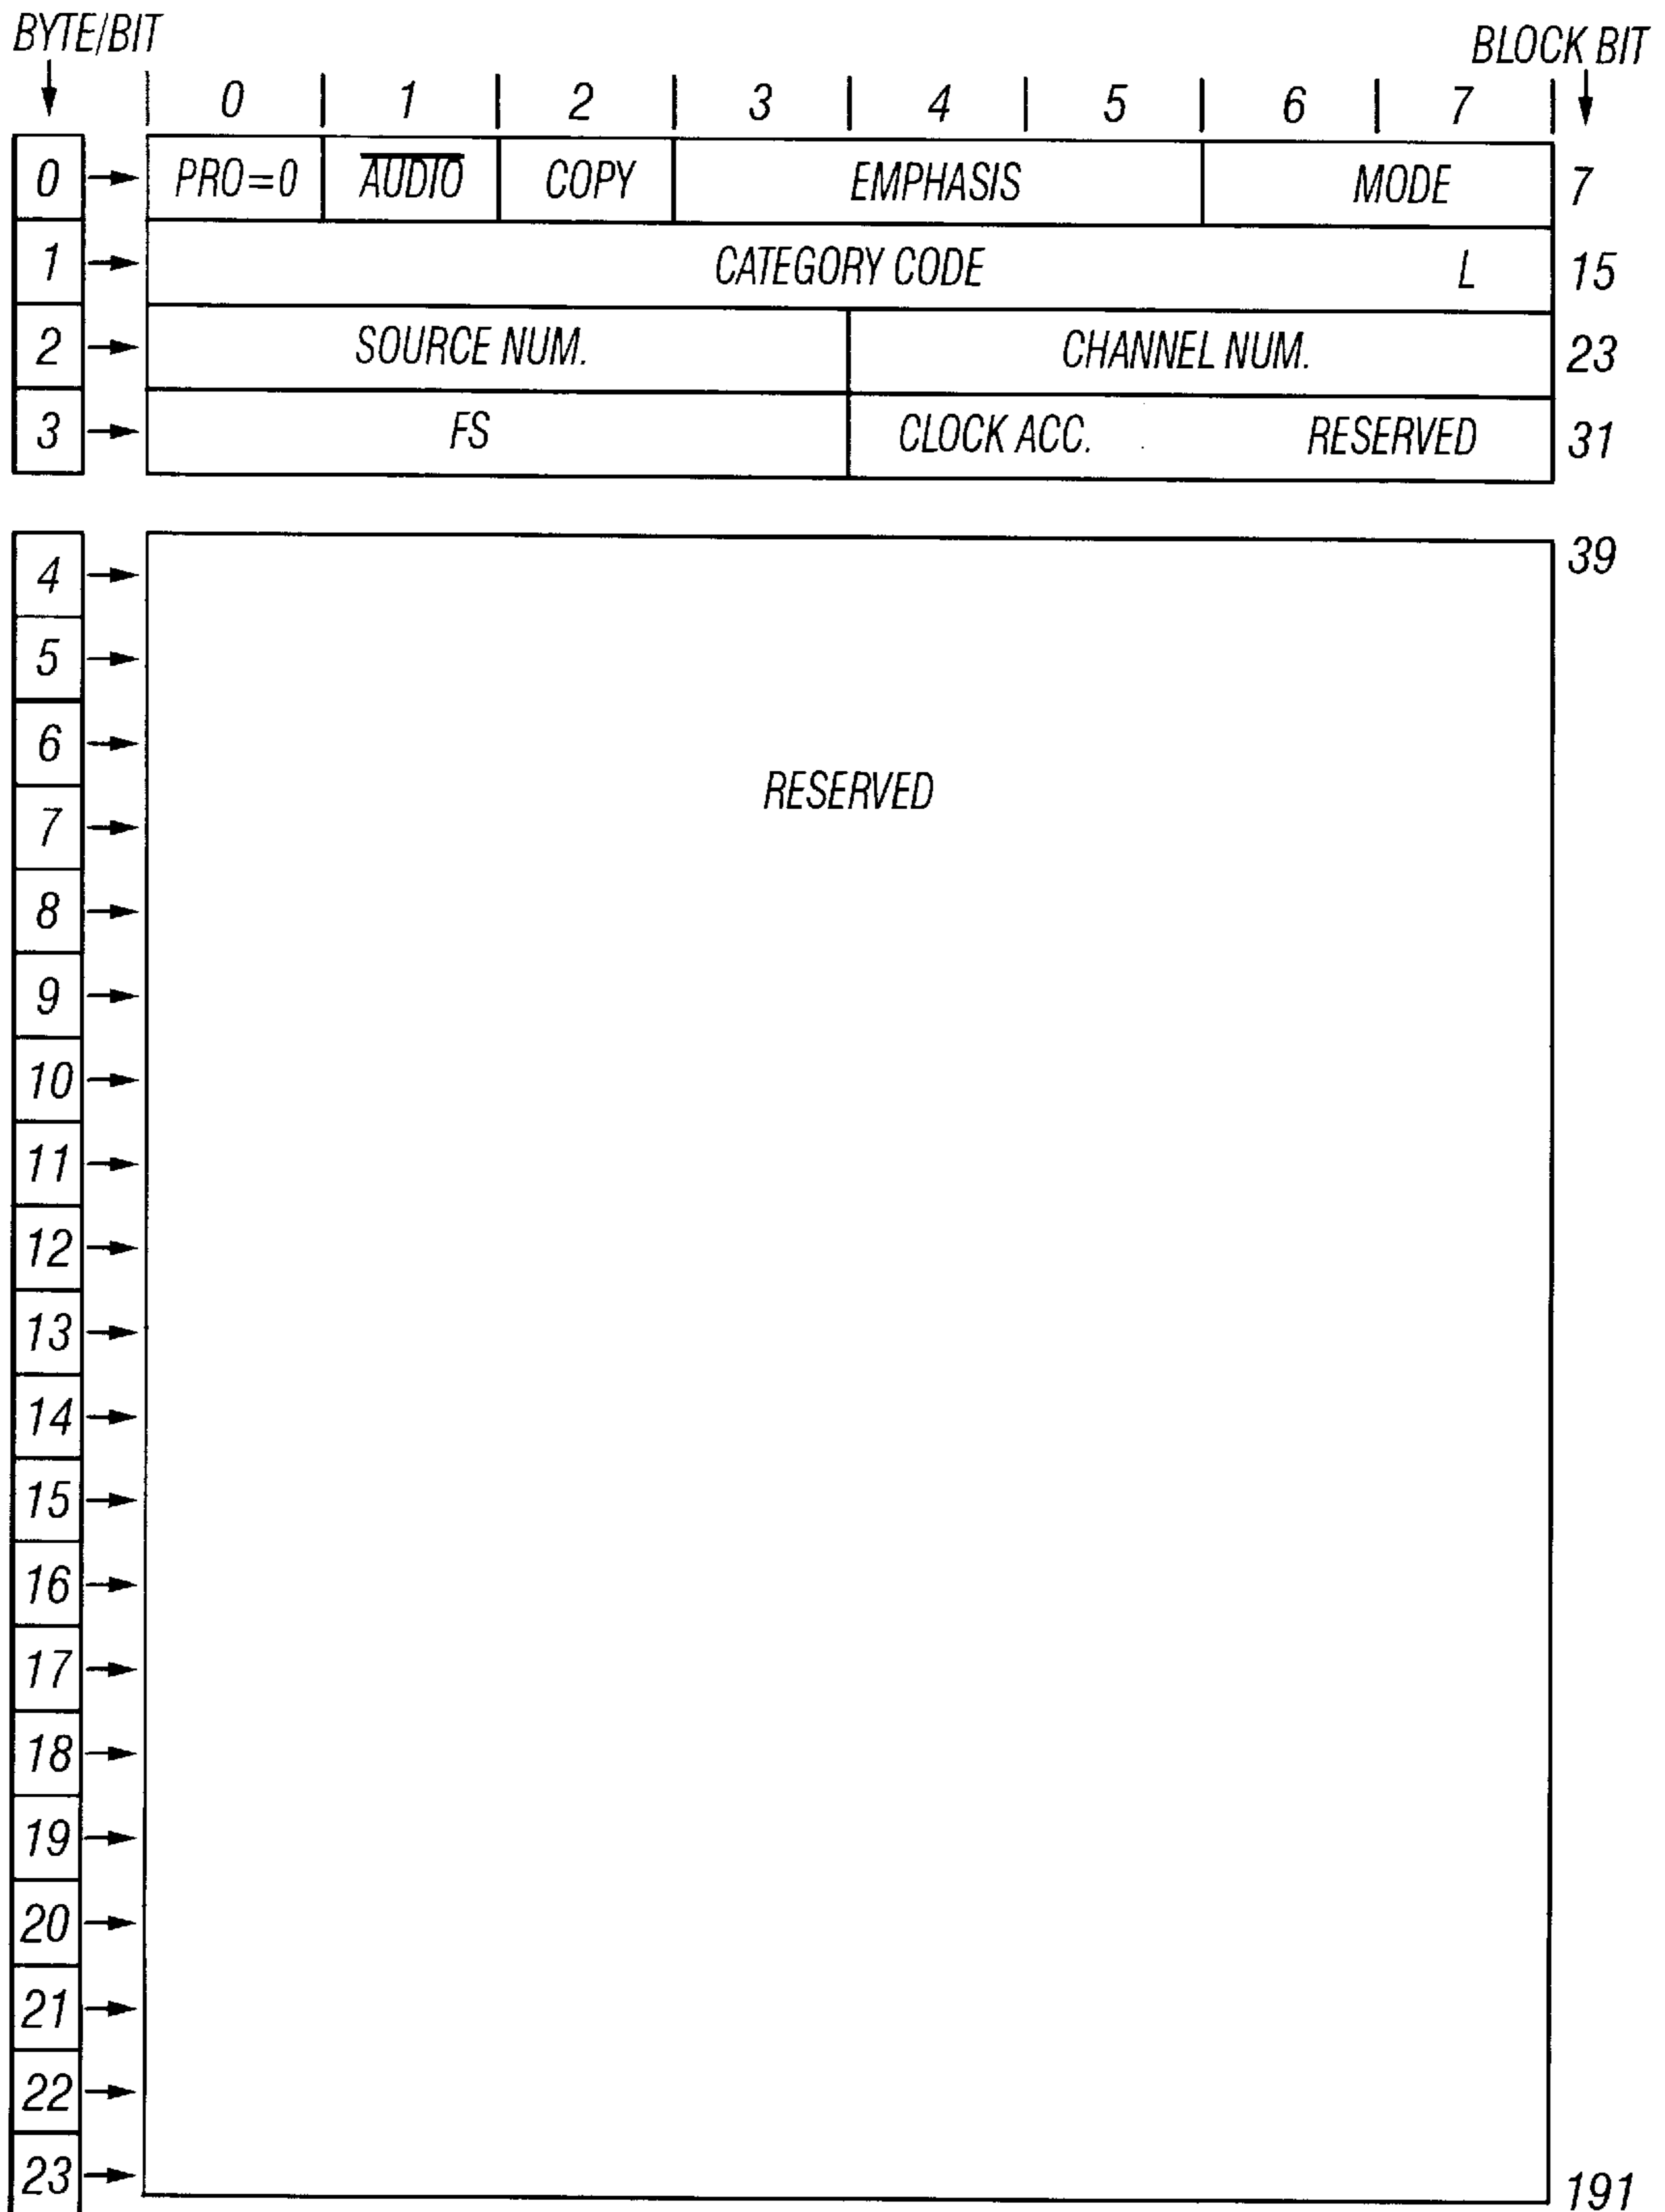 BYTE/BIT
BLOCK BIT
0 1 2 3 4 5 6 7
0 PRO=0 AUDIO COPY EMPHASIS MODE 7
1 CATEGORY CODE L 15
2 SOURCE NUM. CHANNEL NUM. 23
3 FS CLOCK ACC. RESERVED 31
4 39
5
6
RESERVED
7
8
9
10
11
12
13
14
15
16
17
18
19
20
21
22
23 191